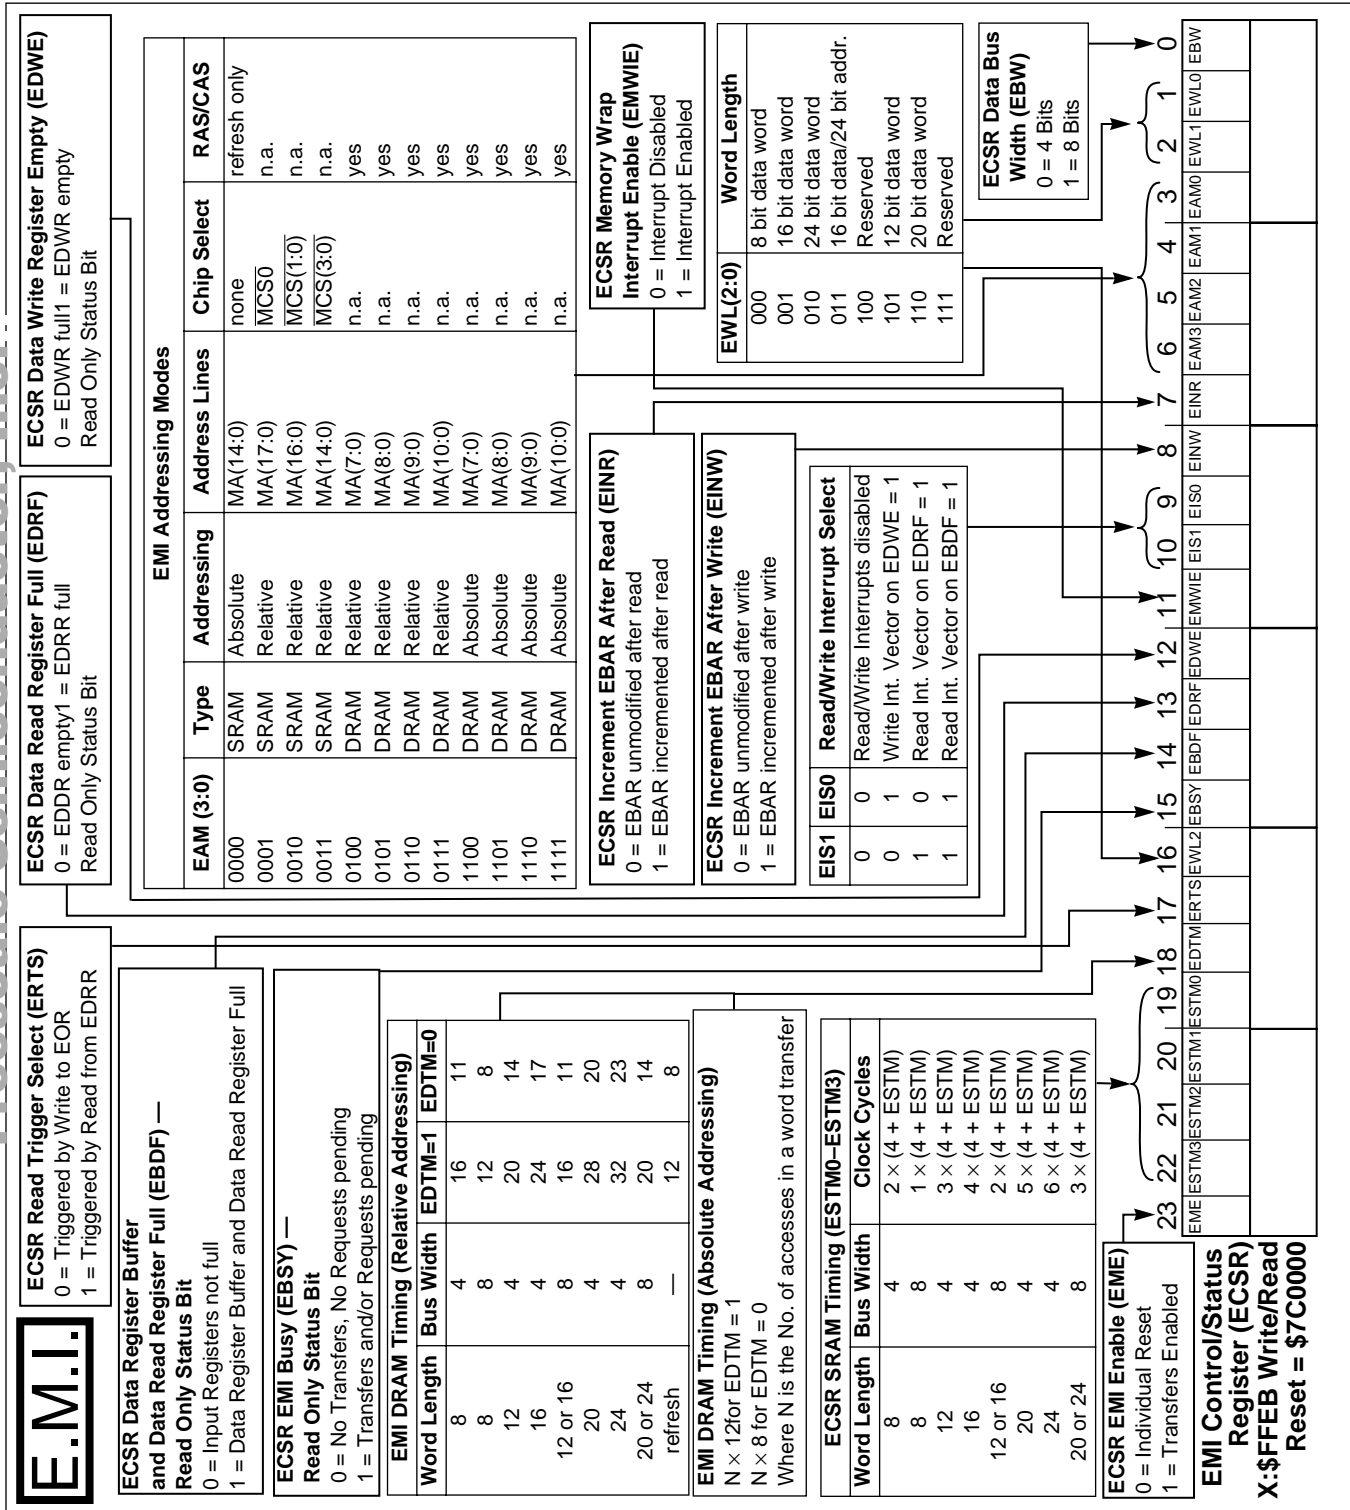 E.M.I.
ECSR Read Trigger Select (ERTS)
0 = Triggered by Write to EOR
1 = Triggered by Read from EDRR
ECSR Data Read Register Full (EDRF)
0 = EDDR empty1 = EDRR full
Read Only Status Bit
ECSR Data Write Register Empty (EDWE)
0 = EDWR full1 = EDWR empty
Read Only Status Bit
ECSR Data Register Buffer
and Data Read Register Full (EBDF) —
Read Only Status Bit
0 = Input Registers not full
1 = Data Register Buffer and Data Read Register Full
ECSR EMI Busy (EBSY) —
Read Only Status Bit
0 = No Transfers, No Requests pending
1 = Transfers and/or Requests pending
EMI DRAM Timing (Relative Addressing)
Word Length Bus Width EDTM=1 EDTM=0
8 4 16 11
8 8 12 8
12 4 20 14
16 4 24 17
12 or 16 8 16 11
20 4 28 20
24 4 32 23
20 or 24 8 20 14
refresh — 12 8
EMI DRAM Timing (Absolute Addressing)
N × 12for EDTM = 1
N × 8 for EDTM = 0
Where N is the No. of accesses in a word transfer
ECSR SRAM Timing (ESTM0–ESTM3)
Word Length Bus Width Clock Cycles
8 4 2 × (4 + ESTM)
8 8 1 × (4 + ESTM)
12 4 3 × (4 + ESTM)
16 4 4 × (4 + ESTM)
12 or 16 8 2 × (4 + ESTM)
20 4 5 × (4 + ESTM)
24 4 6 × (4 + ESTM)
20 or 24 8 3 × (4 + ESTM)
ECSR EMI Enable (EME)
0 = Individual Reset
1 = Transfers Enabled
EMI Addressing Modes
EAM (3:0) Type Addressing Address Lines Chip Select RAS/CAS
0000 SRAM Absolute MA(14:0) none refresh only
0001 SRAM Relative MA(17:0) MCS0 n.a.
0010 SRAM Relative MA(16:0) MCS(1:0) n.a.
0011 SRAM Relative MA(14:0) MCS(3:0) n.a.
0100 DRAM Relative MA(7:0) n.a. yes
0101 DRAM Relative MA(8:0) n.a. yes
0110 DRAM Relative MA(9:0) n.a. yes
0111 DRAM Relative MA(10:0:0) n.a. yes
1100 DRAM Absolute MA(7:0) n.a. yes
1101 DRAM Absolute MA(8:0) n.a. yes
1110 DRAM Absolute MA(9:0) n.a. yes
1111 DRAM Absolute MA(10:0) n.a. yes
ECSR Increment EBAR After Read (EINR)
0 = EBAR unmodified after read
1 = EBAR incremented after read
ECSR Increment EBAR After Write (EINW)
0 = EBAR unmodified after write
1 = EBAR incremented after write
EIS1 EIS0 Read/Write Interrupt Select
0 0 Read/Write Interrupts disabled
0 1 Write Int. Vector on EDWE = 1
1 0 Read Int. Vector on EDRF = 1
1 1 Read Int. Vector on EBDF = 1
ECSR Memory Wrap
Interrupt Enable (EMWIE)
0 = Interrupt Disabled
1 = Interrupt Enabled
EWL(2:0) Word Length
000 8 bit data word
001 16 bit data word
010 24 bit data word
011 16 bit data/24 bit addr.
100 Reserved
101 12 bit data word
110 20 bit data word
111 Reserved
ECSR Data Bus
Width (EBW)
0 = 4 Bits
1 = 8 Bits
23 22 21 20 19 18 17 16 15 14 13 12 11 10 9 8 7 6 5 4 3 2 1 0
EME ESTM3 ESTM2 ESTM1 ESTM0 EDTM ERTS EWL2 EBSY EBDF EDRF EDWE EMWIE EIS1 EIS0 EINW EINR EAM3 EAM2 EAM1 EAM0 EWL1 EWL0 EBW
EMI Control/Status
Register (ECSR)
X:$FFEB Write/Read
Reset = $7C0000